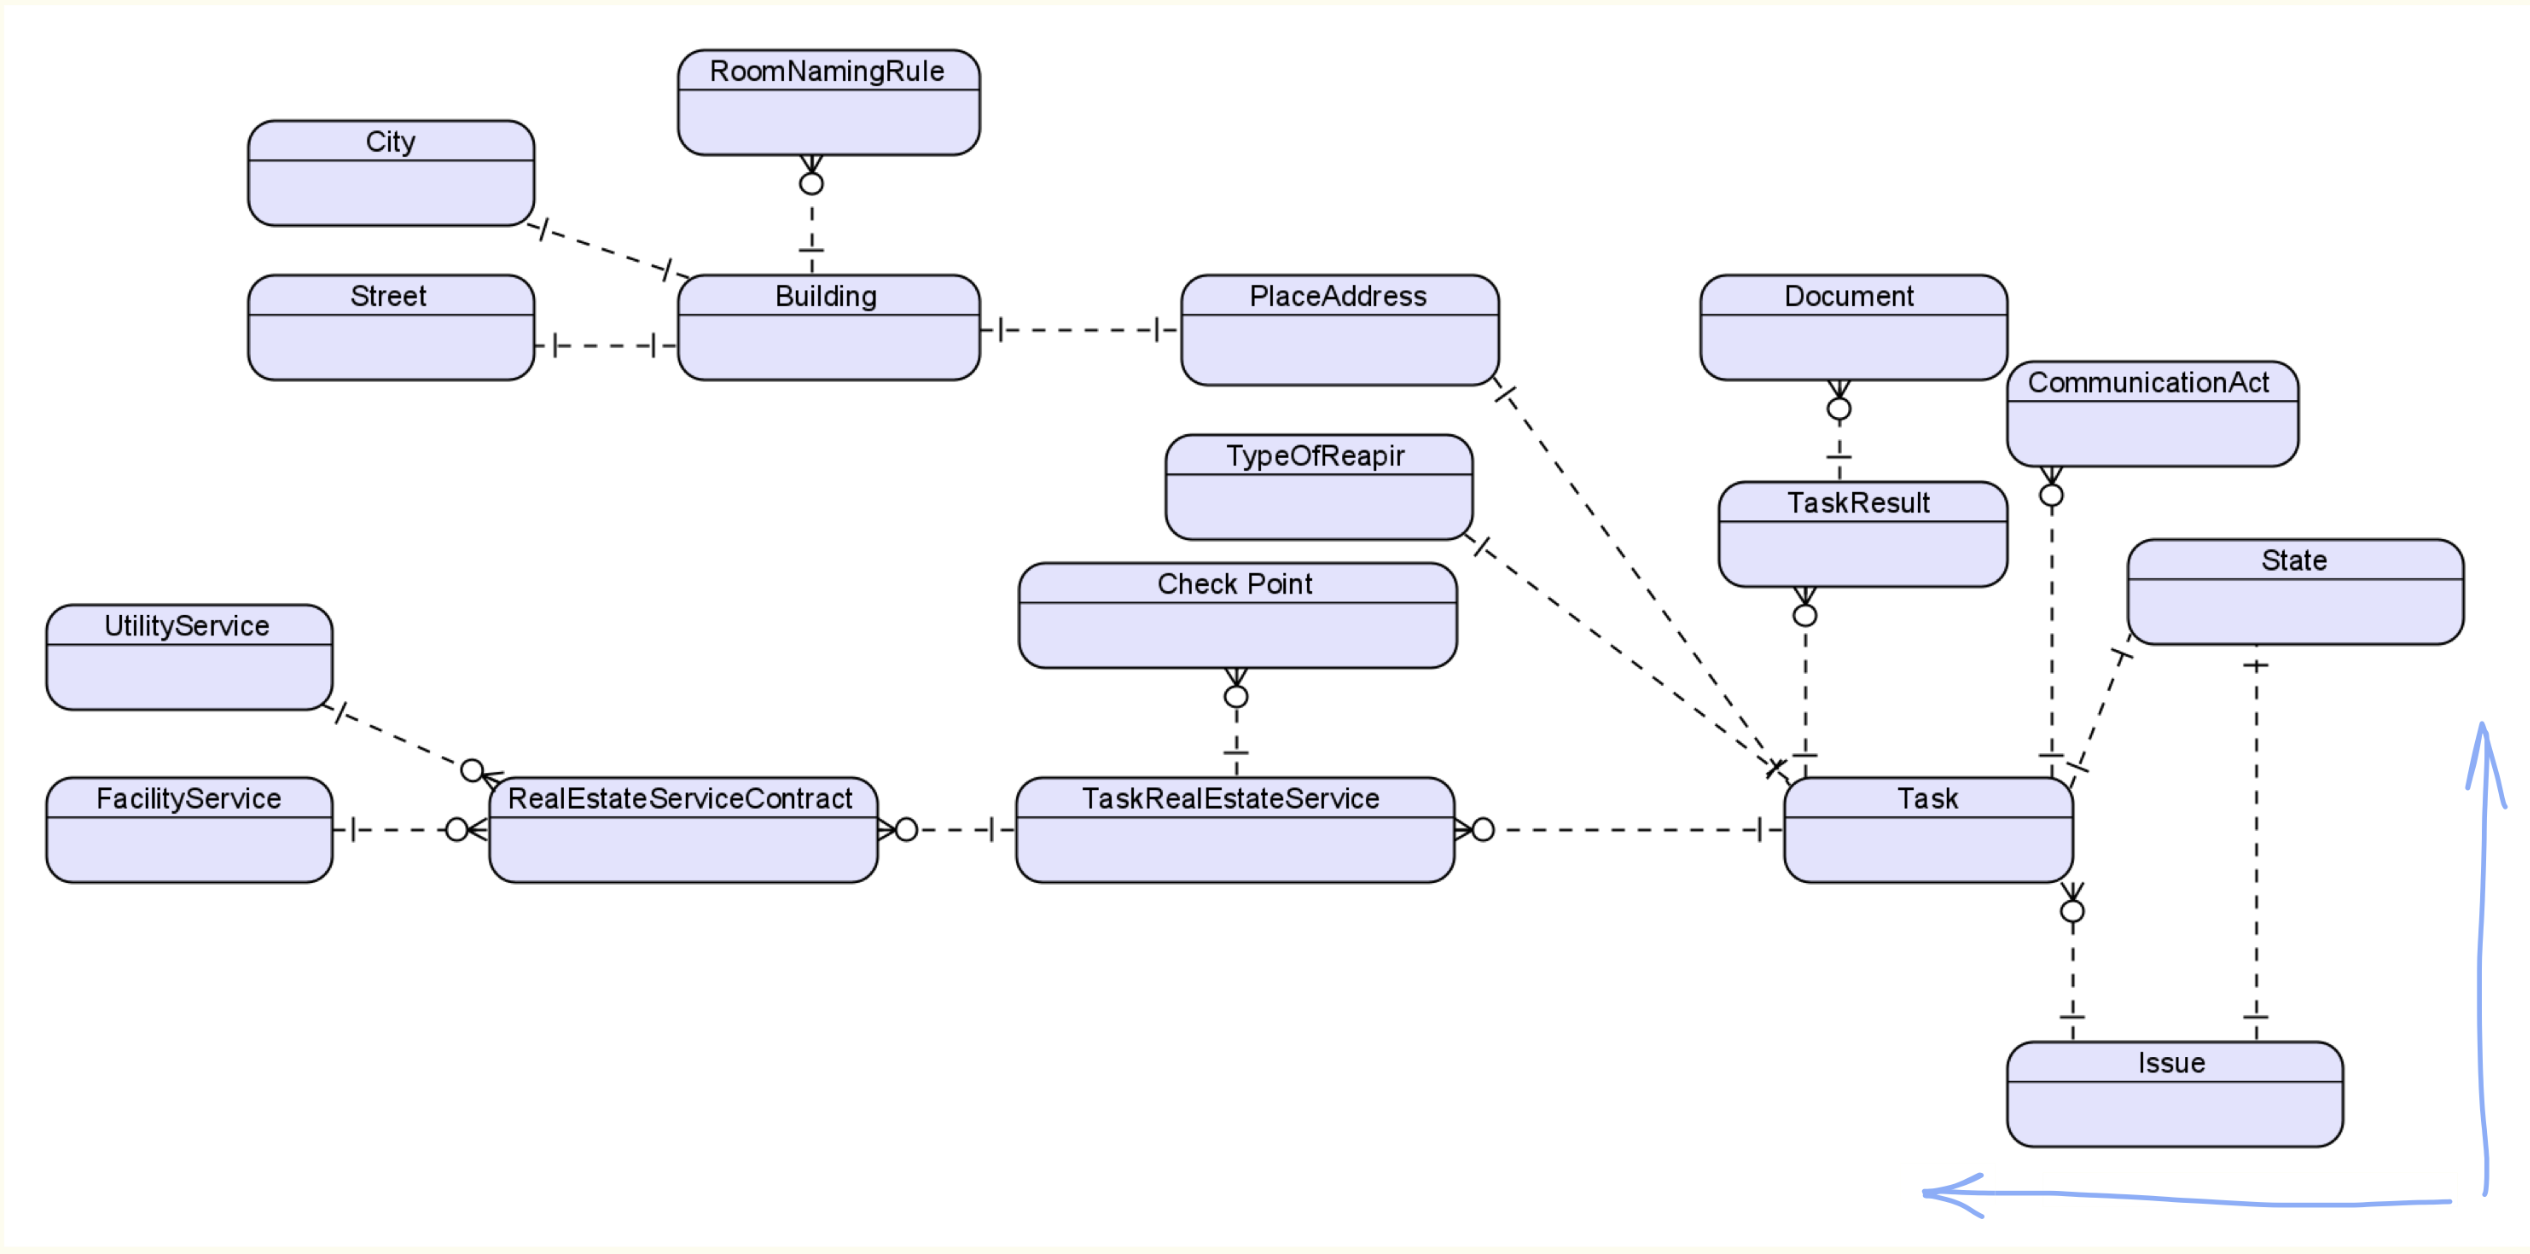 RoomNamingRule
City
Street
Building
PlaceAddress
Document
CommunicationAct
TypeOfReapir
TaskResult
State
Check Point
UtilityService
FacilityService
RealEstateServiceContract
TaskRealEstateService
Task
Issue